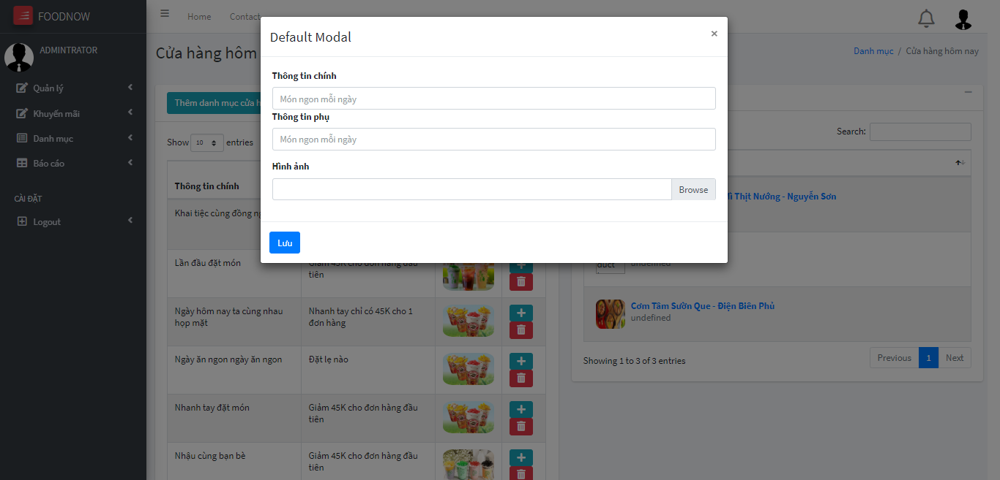 FOODNOW
Home
Contact
ADMINTRATOR
Quản lý
Khuyến mãi
Danh mục
Báo cáo
CÀI ĐẶT
Logout
Default Modal
×
Thông tin chính
Món ngon mỗi ngày
Thông tin phụ
Món ngon mỗi ngày
Hình ảnh
Browse
Lưu
Cửa hàng hôm
Danh mục / Cửa hàng hôm nay
Thêm danh mục cửa h
Show 10 entries
Thông tin chính
Khai tiệc cùng đồng ng
Lần đầu đặt món
Giảm 45K cho đơn hàng đầu
tiên
Ngày hôm nay ta cùng nhau
họp mặt
Nhanh tay chỉ có 45K cho 1
đơn hàng
Ngày ăn ngon ngày ăn ngon
Đặt lẹ nào
Nhanh tay đặt món
Giảm 45K cho đơn hàng đầu
tiên
Nhậu cùng bạn bè
Giảm 45K cho đơn hàng đầu
tiên
Search:
Thịt Nướng - Nguyễn Sơn
duct
undefined
Cơm Tâm Sườn Que - Điện Biên Phủ
undefined
Showing 1 to 3 of 3 entries
Previous 1 Next